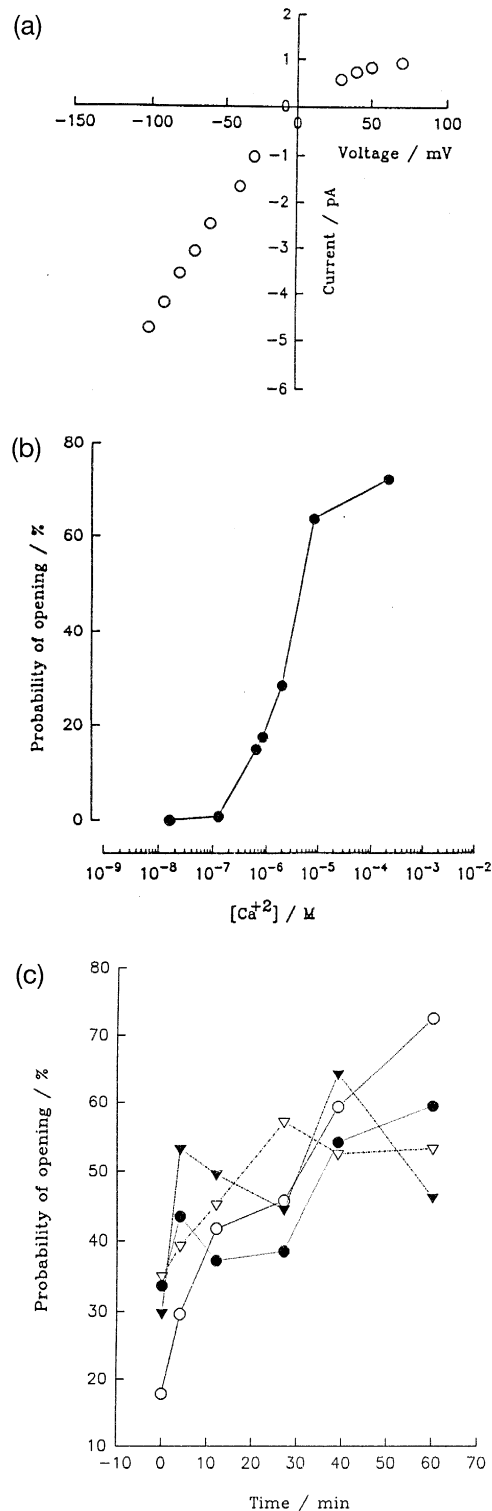 (a)
2
1
0
-150 -100 -50 0 50 100
Voltage / mV
-1
-2
-3
-4
-5
-6
Current / pA
(b)
80
60
40
20
0
Probability of opening / %
10⁻⁹ 10⁻⁸ 10⁻⁷ 10⁻⁶ 10⁻⁵ 10⁻⁴ 10⁻³ 10⁻²
[Ca⁺²] / M
(c)
80
70
60
50
40
30
20
10
Probability of opening / %
-10 0 10 20 30 40 50 60 70
Time / min